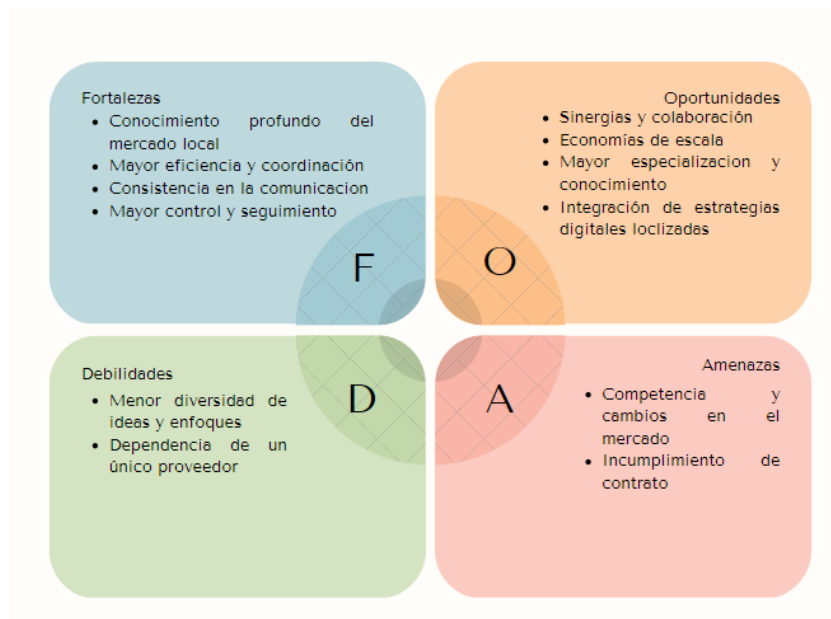 Fortalezas
• Conocimiento profundo del
mercado local
• Mayor eficiencia y coordinación
• Consistencia en la comunicacion
• Mayor control y seguimiento
F
Oportunidades
• Sinergias y colaboración
• Economías de escala
• Mayor especializacion y
conocimiento
• Integración de estrategias
digitales loclizadas
O
Debilidades
• Menor diversidad de
ideas y enfoques
• Dependencia de un
único proveedor
D
Amenazas
• Competencia y
cambios en el
mercado
• Incumplimiento de
contrato
A